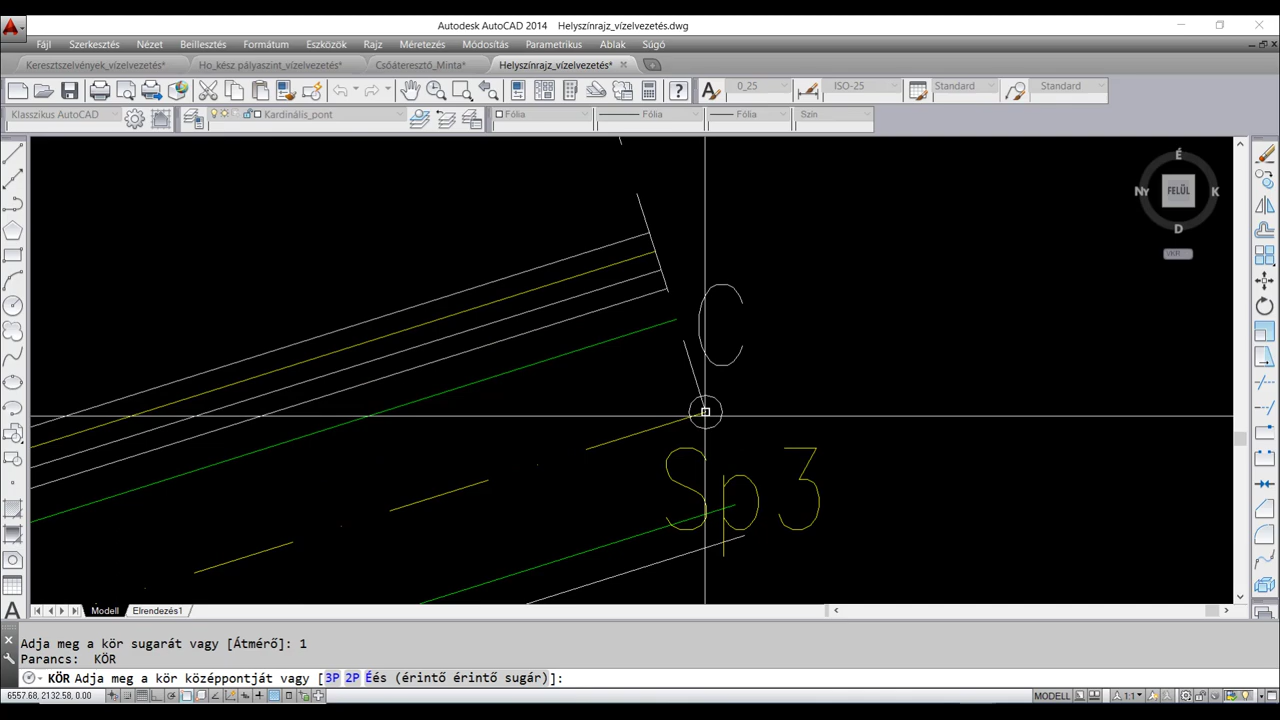 Autodesk AutoCAD 2014 Helyszínrajz_vízelvezetés.dwg
Fájl Szerkesztés Nézet Beillesztés Formátum Eszközök Rajz Méretezés Módosítás Parametrikus Ablak Súgó
Keresztszelvények_vízelvezetés* Ho_kész pályaszint_vízelvezetés* Csőáteresztő_Minta* Helyszínrajz_vízelvezetés*
0_25 ISO-25 Standard Standard
Klasszikus AutoCAD Kardinális_pont Fólia Fólia Fólia Szín
É
Ny FELÜL K
D
VKR
C
Sp3
Modell Elrendezés1
Adja meg a kör sugarát vagy [Átmérő]: 1
Parancs: KÖR
KÖR Adja meg a kör középpontját vagy [3P 2P Éés (érintő érintő sugár)]:
6557.68, 2132.58, 0.00 MODELL 1:1